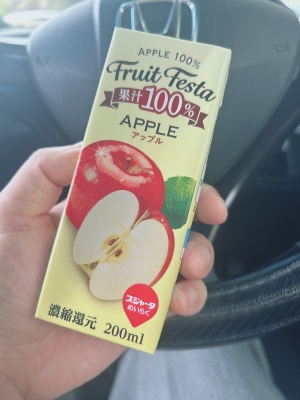 APPLE 100%
Fruit Festa
果汁100%
APPLE
アップル
スジャータ
めいらく
濃縮還元 200ml